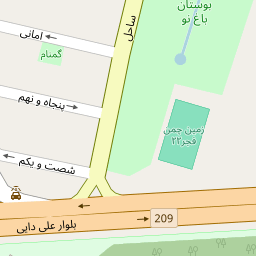 بوستان
باغ نو
ساحل
امانی
گمنام
پنجاه و نهم
زمین چمن
فجر۲۲
شصت و یکم
209
بلوار علی دایی